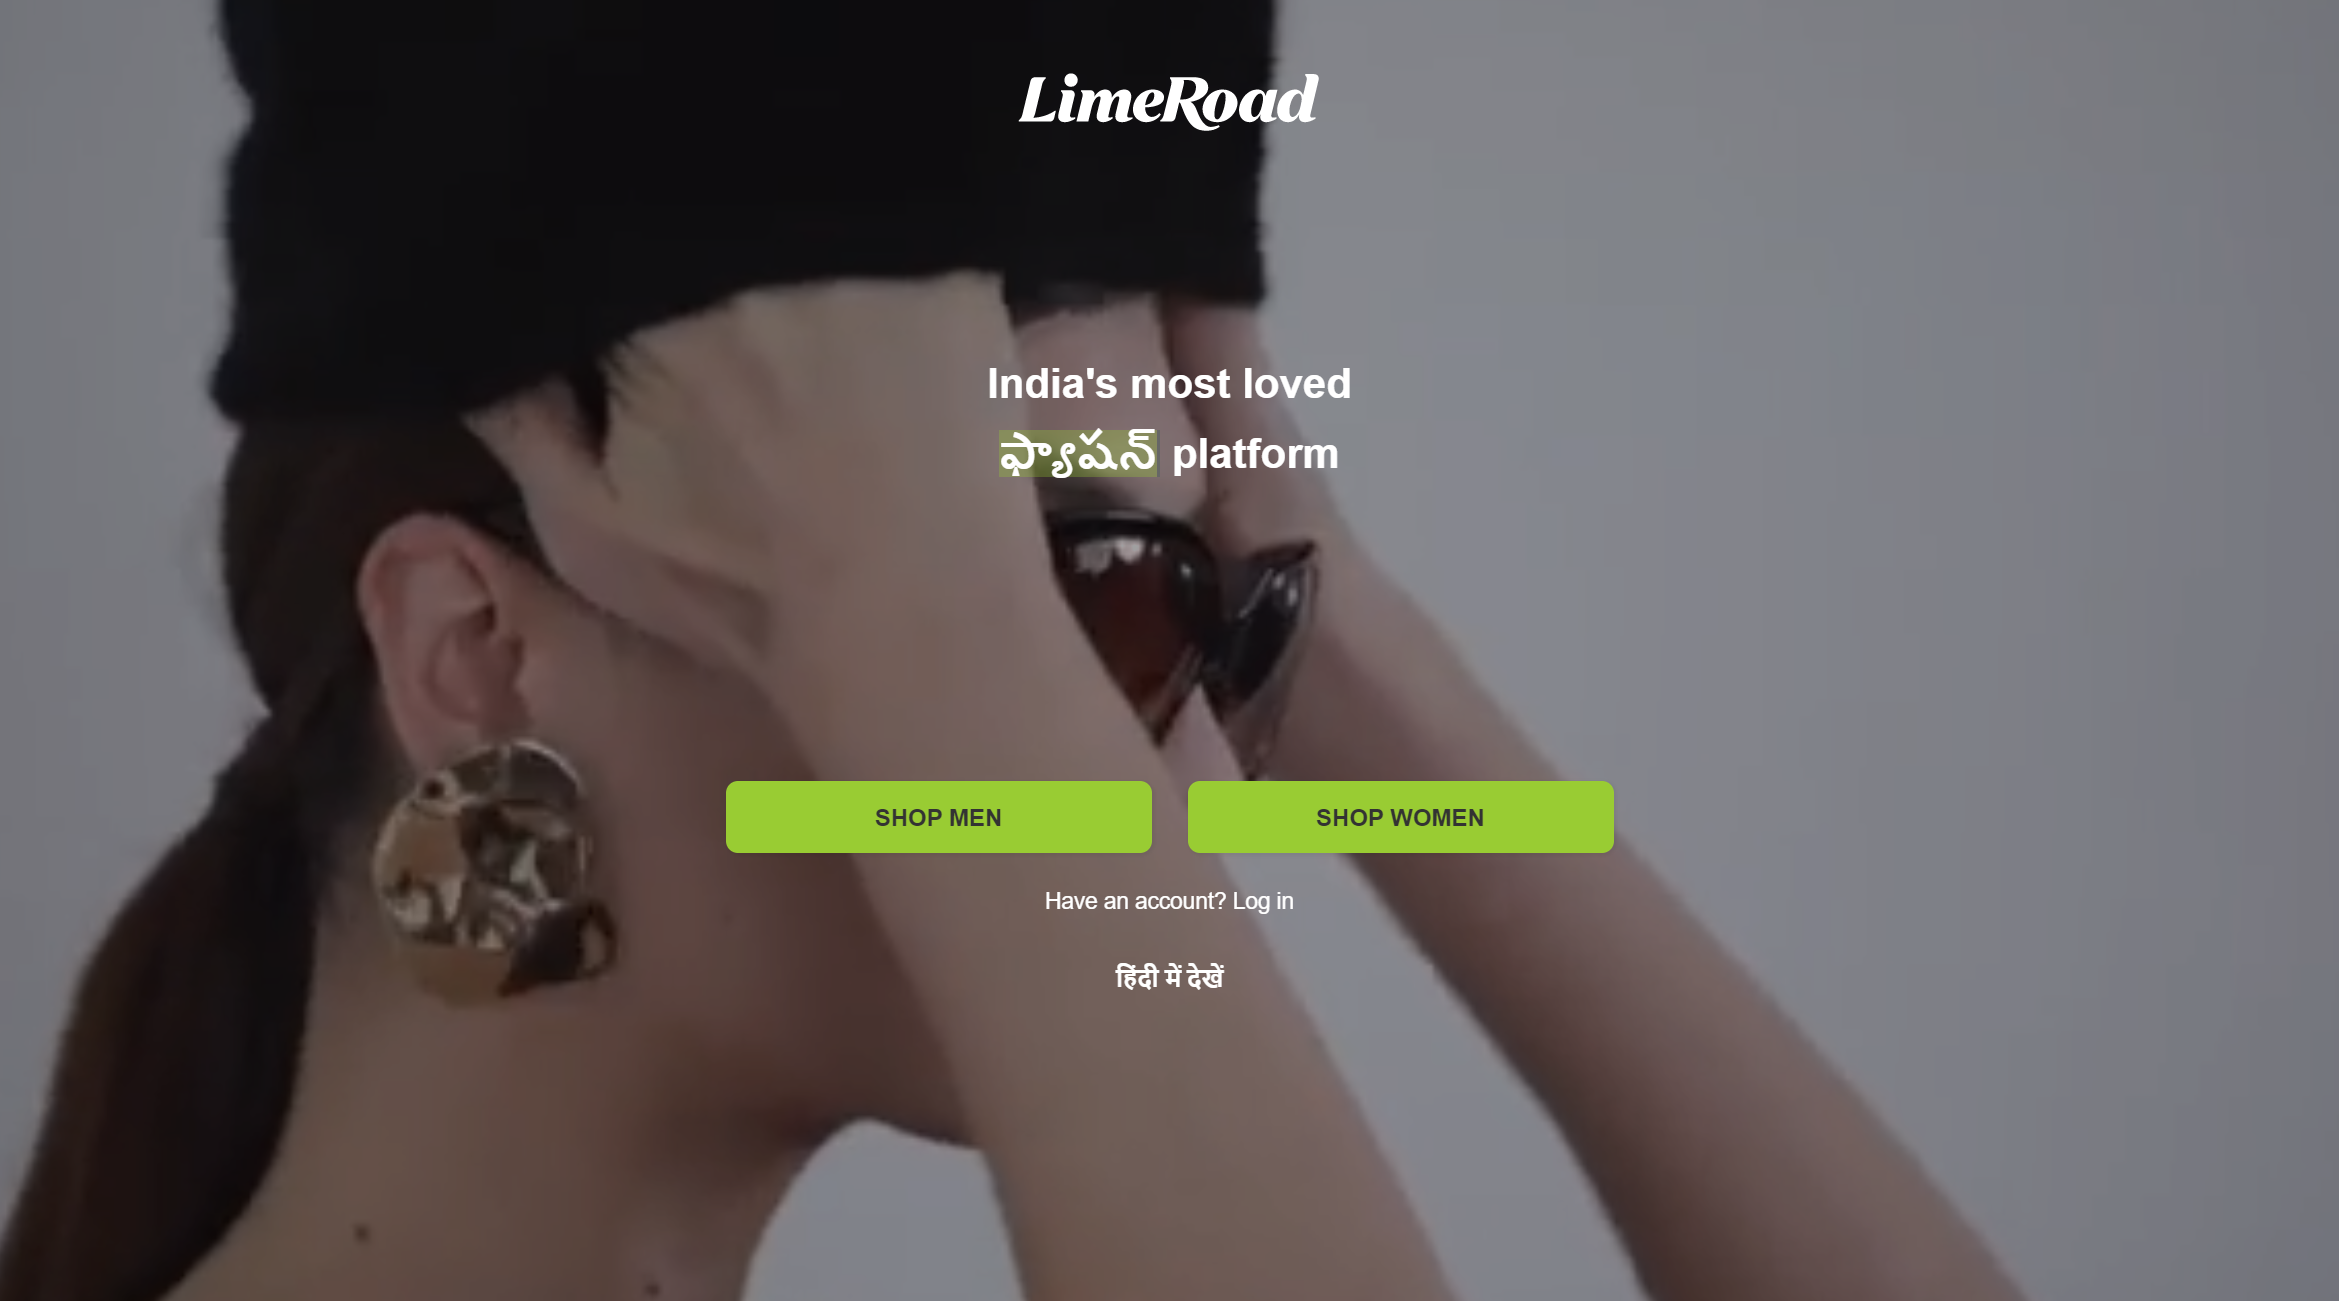 LimeRoad
India's most loved
ఫ్యాషన్ platform
SHOP MEN
SHOP WOMEN
Have an account? Log in
हिंदी में देखें